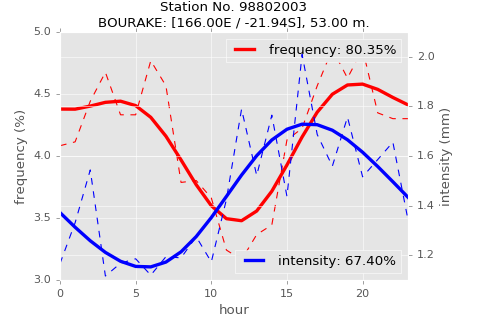 Station No. 98802003
BOURAKE: [166.00E / -21.94S], 53.00 m.
frequency: 80.35%
intensity: 67.40%
frequency (%)
5.0
4.5
4.0
3.5
3.0
intensity (mm)
2.0
1.8
1.6
1.4
1.2
0 5 10 15 20
hour